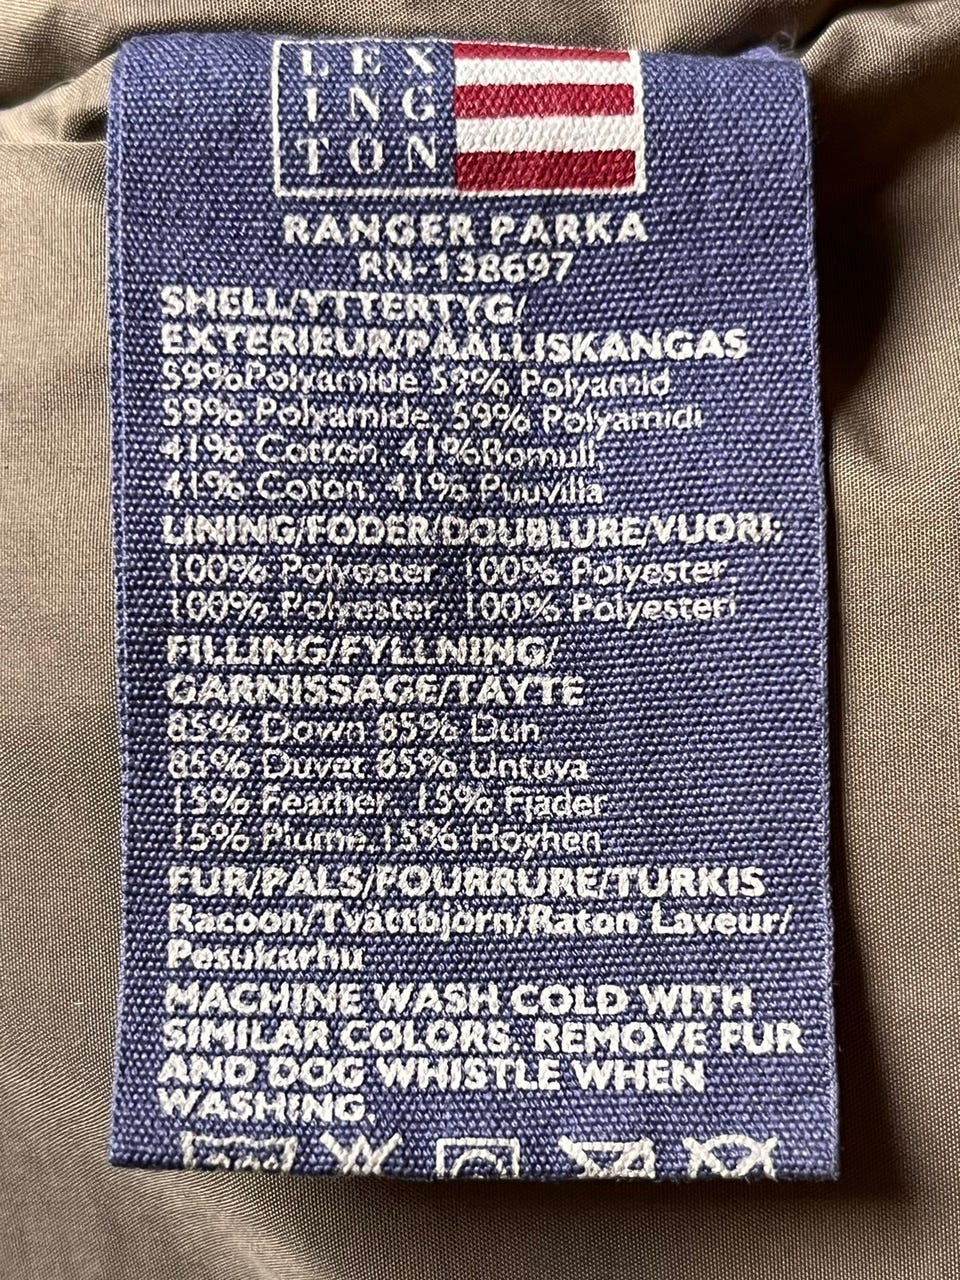 LEX
ING
TON
RANGER PARKA
RN-138697
SHELL/YTTERTYG/
EXTERIEUR/PÄÄLLISKANGAS
59%Polyamide 59% Polyamid
59% Polyamide, 59% Polyamidi
41% Cotton, 41%Bomull
41% Coton, 41% Puuvilla
LINING/FODER/DOUBLURE/VUORI:
100% Polyester, 100% Polyester,
100% Polyester, 100% Polyesteri
FILLING/FYLLNING/
GARNISSAGE/TÄYTE
85% Down 85% Dun
85% Duvet 85% Untuva
15% Feather, 15% Fjäder
15% Plume, 15% Höyhen
FUR/PÄLS/FOURRURE/TURKIS
Racoon/Tvättbjörn/Raton Laveur/
Pesukarhu
MACHINE WASH COLD WITH
SIMILAR COLORS. REMOVE FUR
AND DOG WHISTLE WHEN
WASHING.